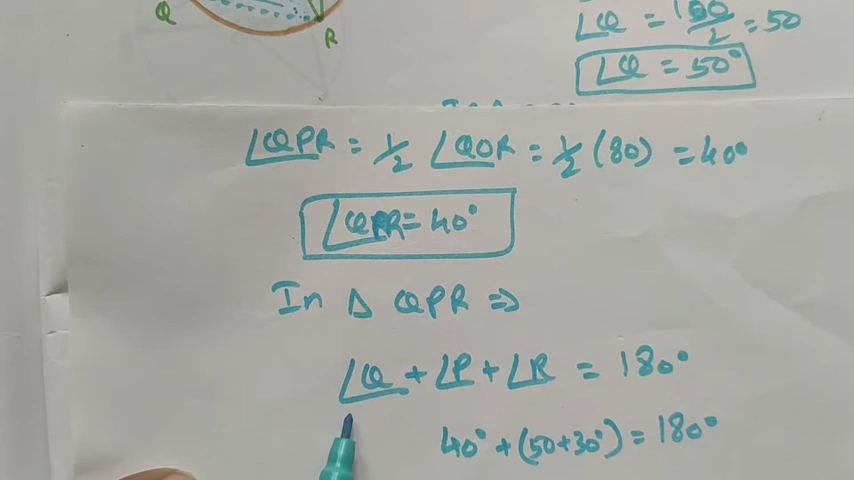 Q
R
∠Q = 100/2 = 50
∠Q = 50°
∠QPR = 1/2 ∠QOR = 1/2 (80) = 40°
∠QPR = 40°
In Δ QPR ⇒
∠Q + ∠P + ∠R = 180°
40° + (50+30°) = 180°